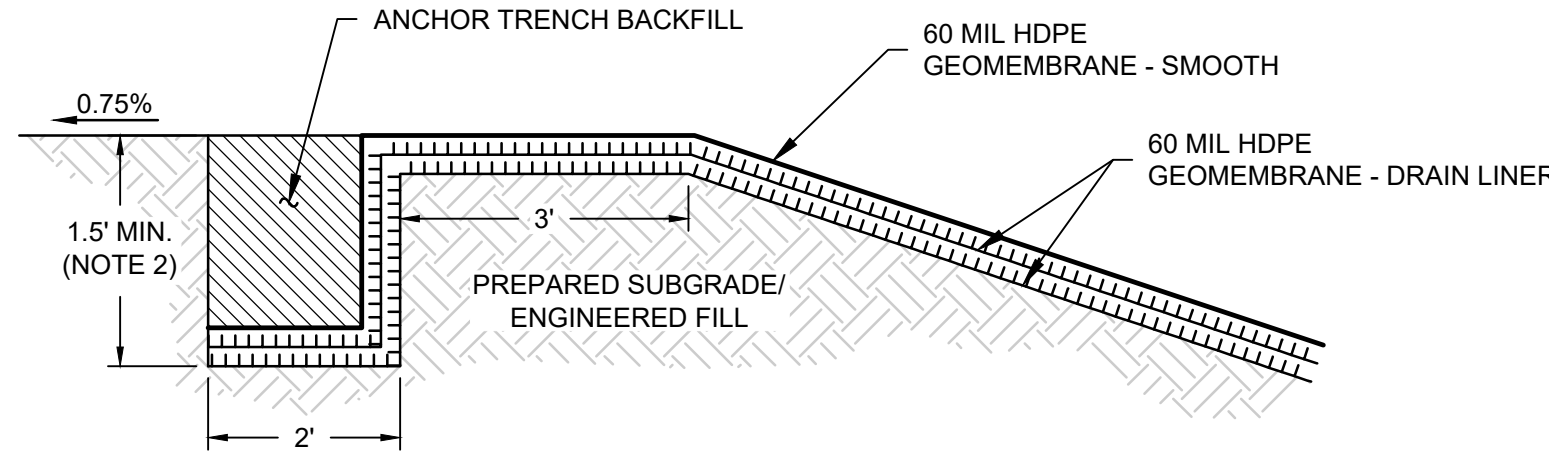 ANCHOR TRENCH BACKFILL
60 MIL HDPE
GEOMEMBRANE - SMOOTH
0.75%
60 MIL HDPE
GEOMEMBRANE - DRAIN LINER
1.5' MIN.
(NOTE 2)
3'
PREPARED SUBGRADE/
ENGINEERED FILL
2'